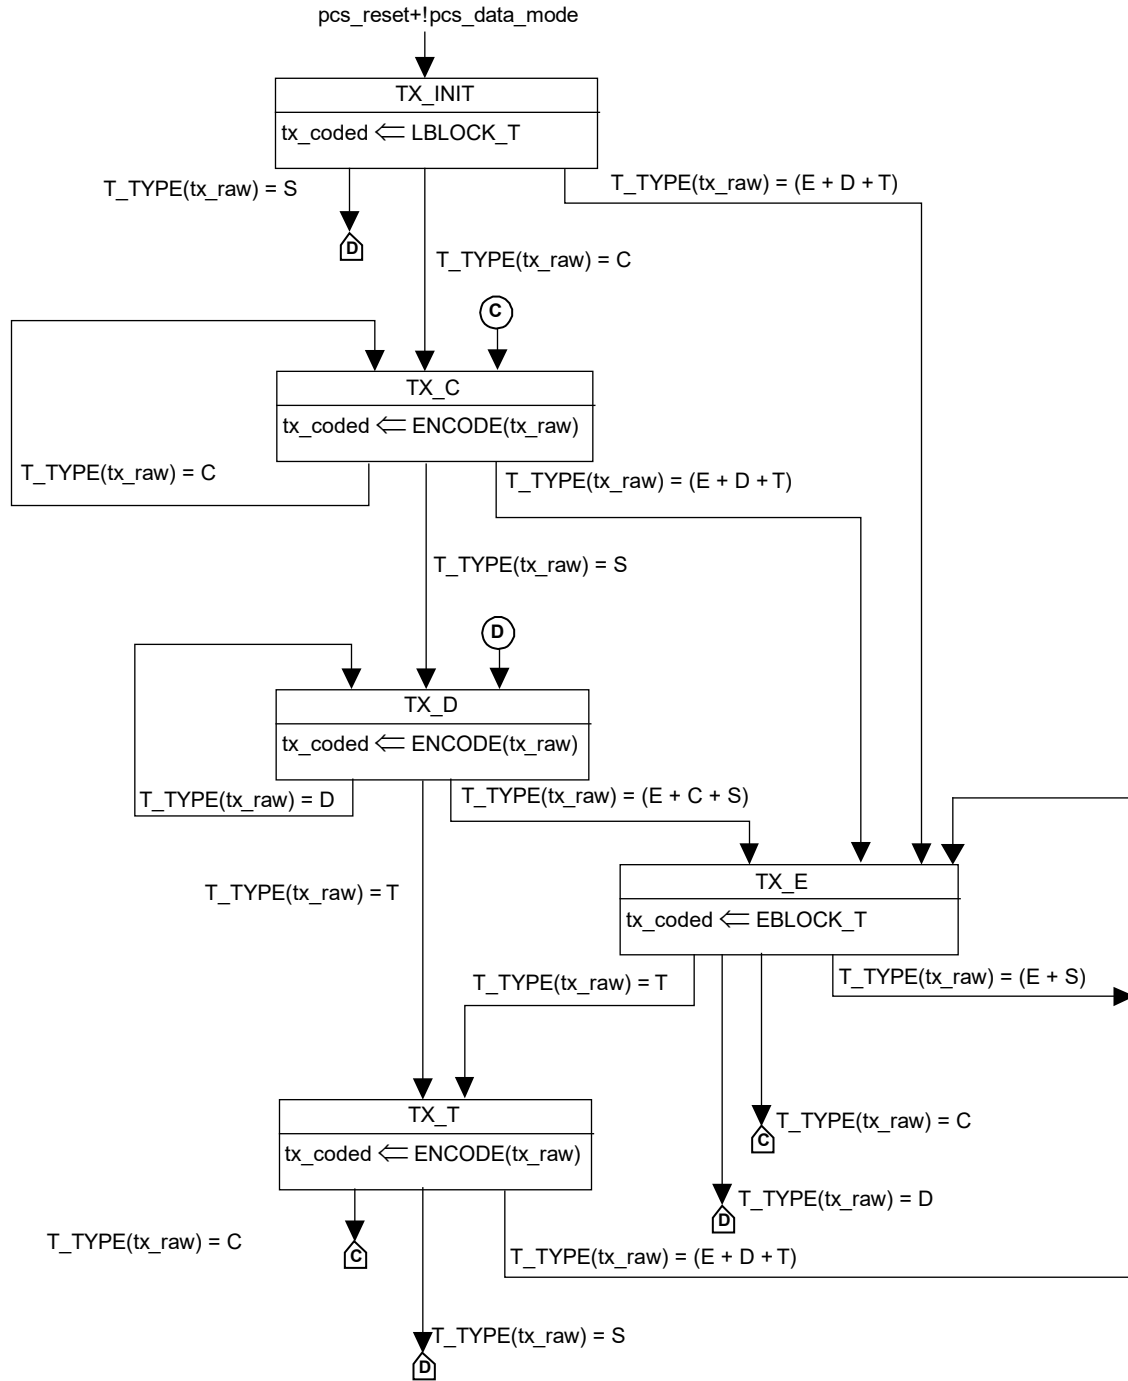 pcs_reset+!pcs_data_mode
TX_INIT
tx_coded ⇐ LBLOCK_T
T_TYPE(tx_raw) = S
T_TYPE(tx_raw) = (E + D + T)
D
T_TYPE(tx_raw) = C
C
TX_C
tx_coded ⇐ ENCODE(tx_raw)
T_TYPE(tx_raw) = C
T_TYPE(tx_raw) = (E + D + T)
T_TYPE(tx_raw) = S
D
TX_D
tx_coded ⇐ ENCODE(tx_raw)
T_TYPE(tx_raw) = D
T_TYPE(tx_raw) = (E + C + S)
T_TYPE(tx_raw) = T
TX_E
tx_coded ⇐ EBLOCK_T
T_TYPE(tx_raw) = T
T_TYPE(tx_raw) = (E + S)
TX_T
T_TYPE(tx_raw) = C
C
tx_coded ⇐ ENCODE(tx_raw)
T_TYPE(tx_raw) = D
D
T_TYPE(tx_raw) = C
C
T_TYPE(tx_raw) = (E + D + T)
T_TYPE(tx_raw) = S
D